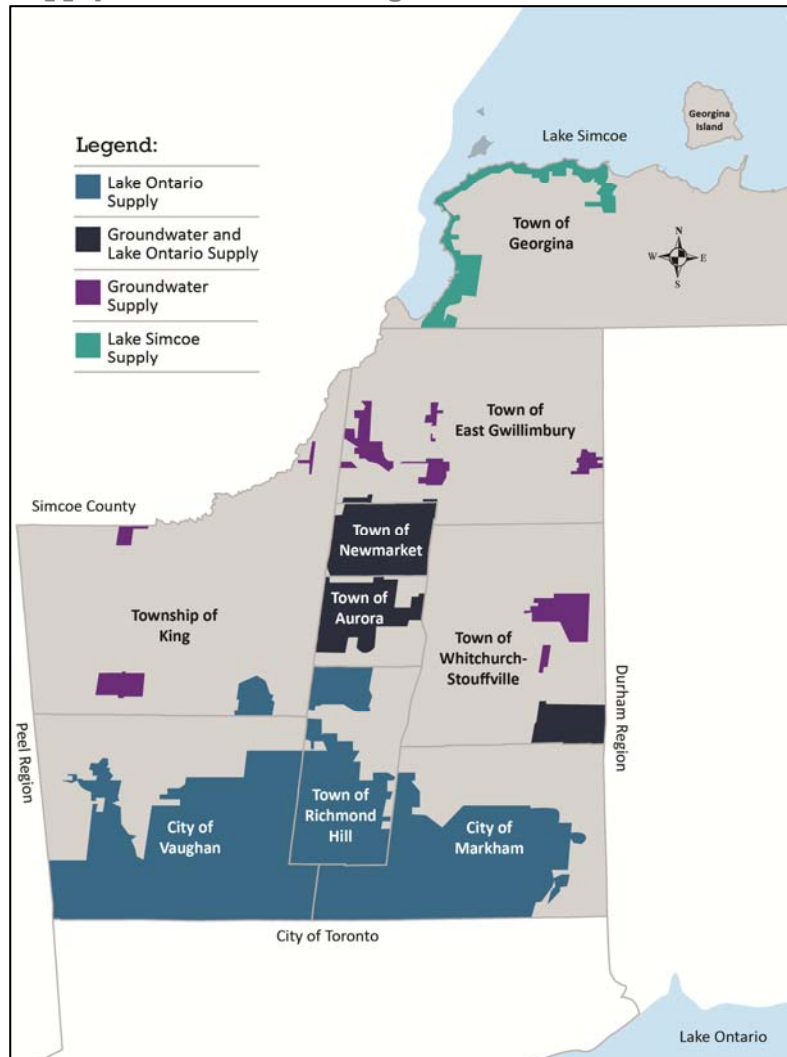 Legend:
Lake Ontario
Supply
Groundwater and
Lake Ontario Supply
Groundwater
Supply
Lake Simcoe
Supply
Georgina
Island
Lake Simcoe
Town of
Georgina
N
W
E
S
Town of
East Gwillimbury
Simcoe County
Town of
Newmarket
Town of
Aurora
Township of
King
Town of
Whitchurch-
Stouffville
Durham Region
Peel Region
Town of
Richmond
Hill
City of
Vaughan
City of
Markham
City of Toronto
Lake Ontario